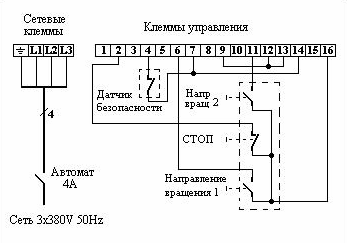 Сетевые клеммы
Клеммы управления
L1 L2 L3
1 2 3 4 5 6 7 8 9 10 11 12 13 14 15 16
Датчик безопасности
Напр вращ 2
4
СТОП
Автомат 4А
Направление вращения 1
Сеть 3x380V 50Hz